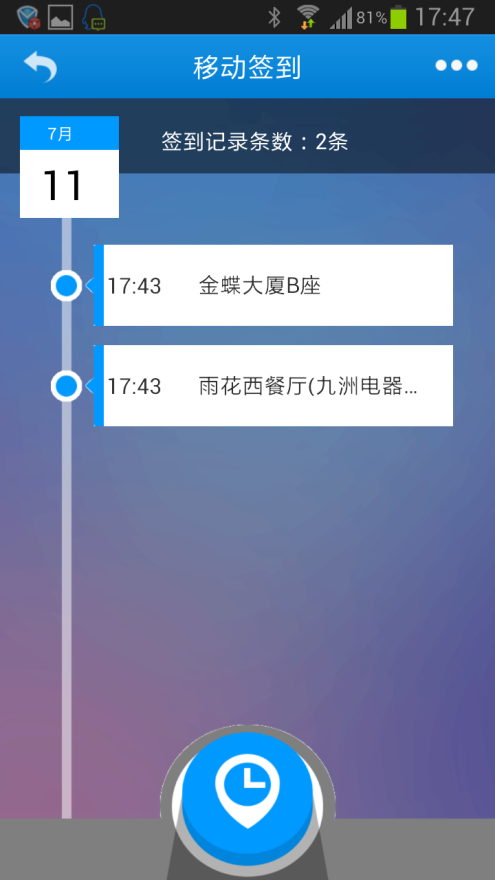 81% 17:47
移动签到
7月
11
签到记录条数：2条
17:43 金蝶大厦B座
17:43 雨花西餐厅(九洲电器...